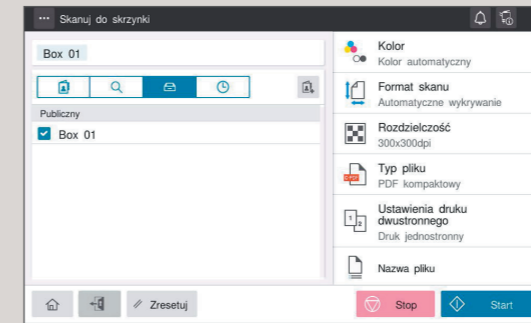 Skanuj do skrzynki
Box 01
Publiczny
Box 01
Kolor
Kolor automatyczny
Format skanu
Automatyczne wykrywanie
Rozdzielczość
300x300dpi
Typ pliku
PDF kompaktowy
Ustawienia druku
dwustronnego
Druk jednostronny
Nazwa pliku
Zresetuj
Stop
Start